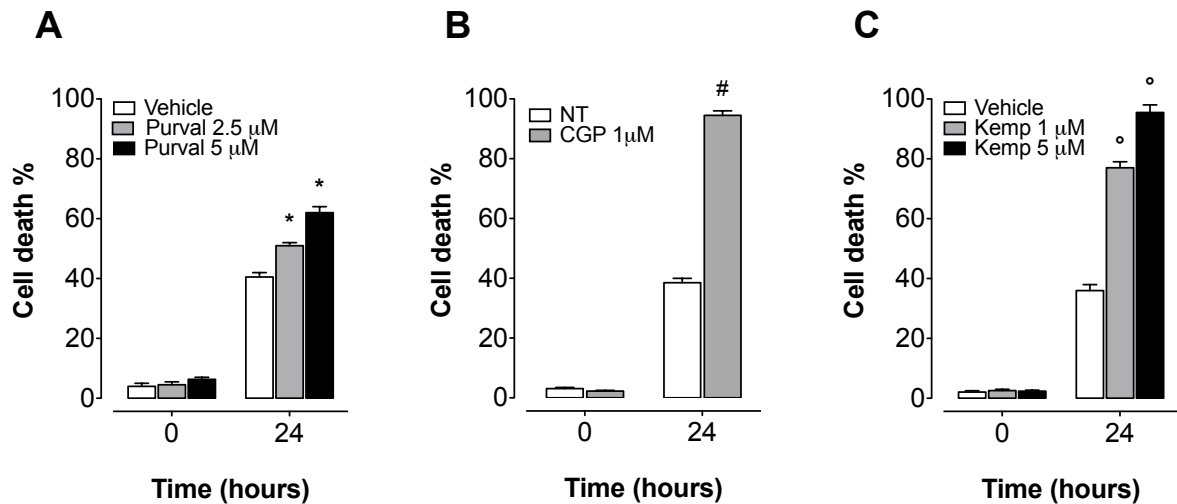 A
Cell death %
100
80
60
40
20
0
Vehicle
Purval 2.5 μM
Purval 5 μM
*
*
0
24
Time (hours)
B
Cell death %
100
80
60
40
20
0
NT
CGP 1μM
#
0
24
Time (hours)
C
Cell death %
100
80
60
40
20
0
Vehicle
Kemp 1 μM
Kemp 5 μM
°
°
0
24
Time (hours)